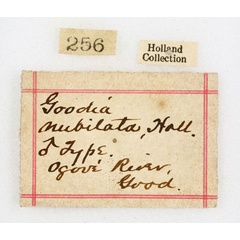 256
Holland
Collection
Goodia
nubilata, Holl.
♂ Type.
Ogové River,
Good.